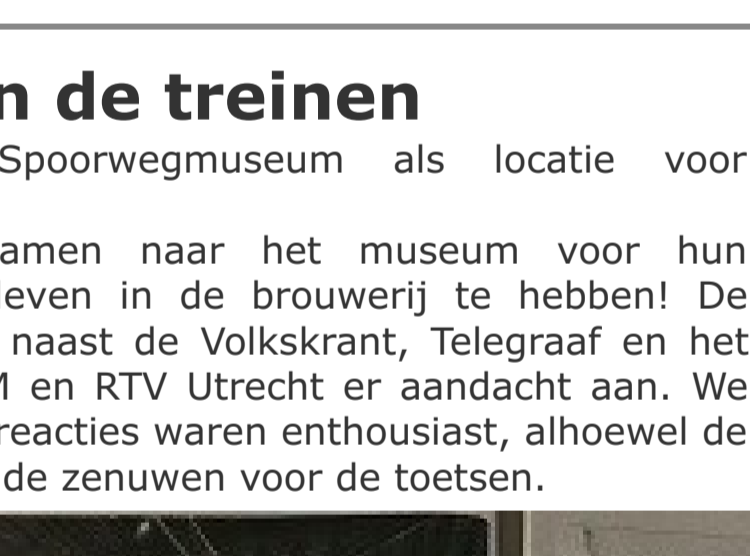 n de treinen
Spoorwegmuseum als locatie voor
amen naar het museum voor hun
leven in de brouwerij te hebben! De
naast de Volkskrant, Telegraaf en het
M en RTV Utrecht er aandacht aan. We
reacties waren enthousiast, alhoewel de
de zenuwen voor de toetsen.